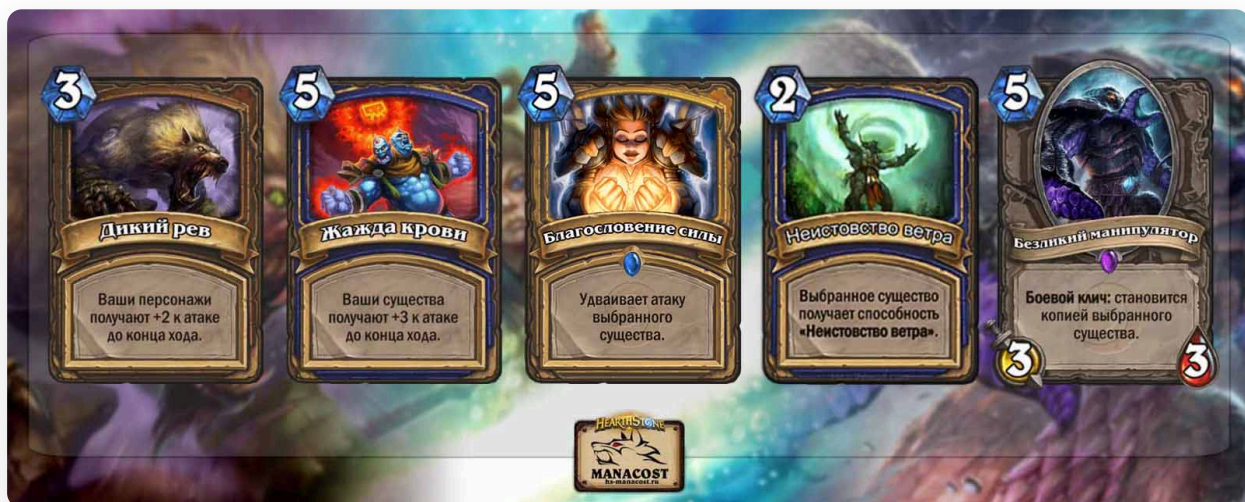 3
Дикий рев
Ваши персонажи
получают +2 к атаке
до конца хода.
5
Жажда крови
Ваши существа
получают +3 к атаке
до конца хода.
5
Благословение силы
Удваивает атаку
выбранного
существа.
2
Неистовство ветра
Выбранное существо
получает способность
«Неистовство ветра».
5
Безликий манипулятор
Боевой клич: становится
копией выбранного
существа.
3
3
HEARTHSTONE
MANACOST
hs-manacost.ru